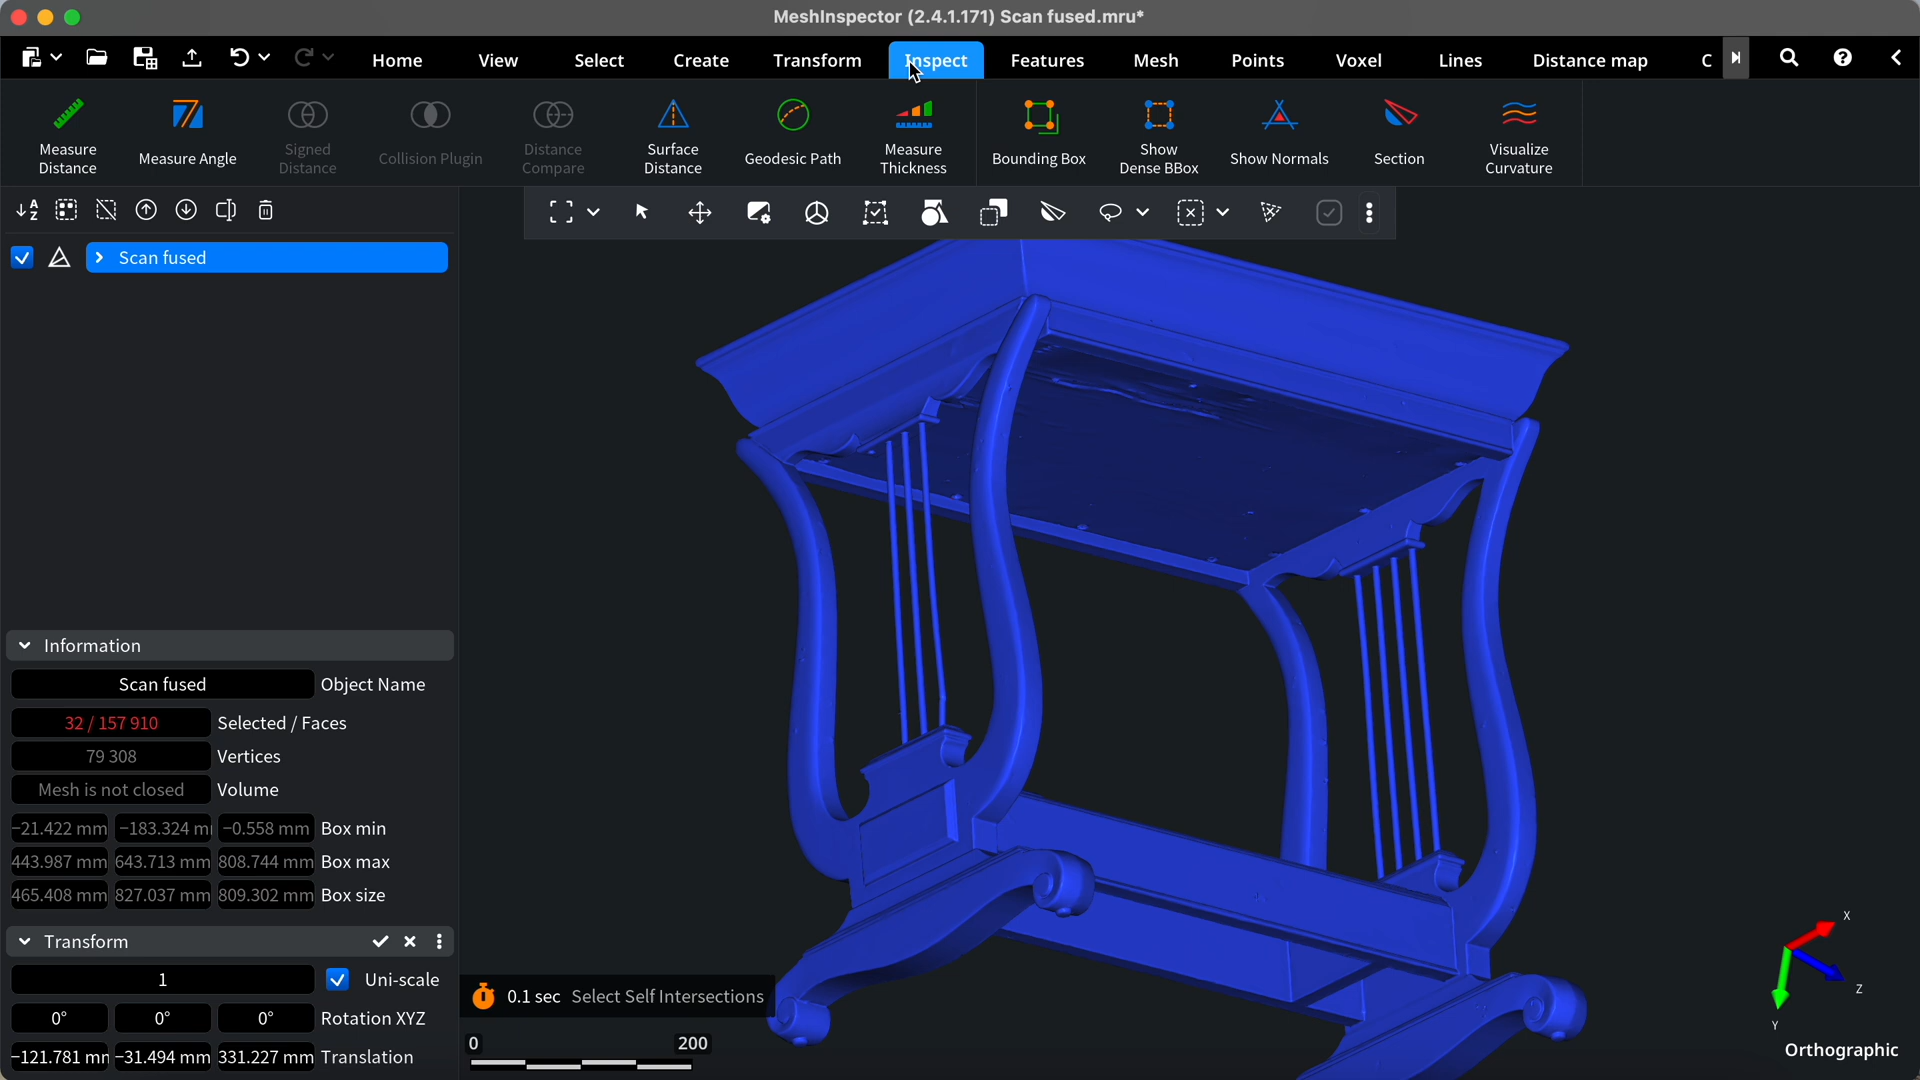 MeshInspector (2.4.1.171) Scan fused.mru*
Home View Select Create Transform Inspect Features Mesh Points Voxel Lines Distance map C
Measure Distance
Measure Angle
Signed Distance
Collision Plugin
Distance Compare
Surface Distance
Geodesic Path
Measure Thickness
Bounding Box
Show Dense BBox
Show Normals
Section
Visualize Curvature
Scan fused
Information
Scan fused Object Name
32 / 157 910 Selected / Faces
79 308 Vertices
Mesh is not closed Volume
−21.422 mm −183.324 m −0.558 mm Box min
443.987 mm 643.713 mm 808.744 mm Box max
465.408 mm 827.037 mm 809.302 mm Box size
Transform
1 Uni-scale
0° 0° 0° Rotation XYZ
−121.781 mm −31.494 mm 331.227 mm Translation
0.1 sec Select Self Intersections
0 200
X
Z
Y
Orthographic